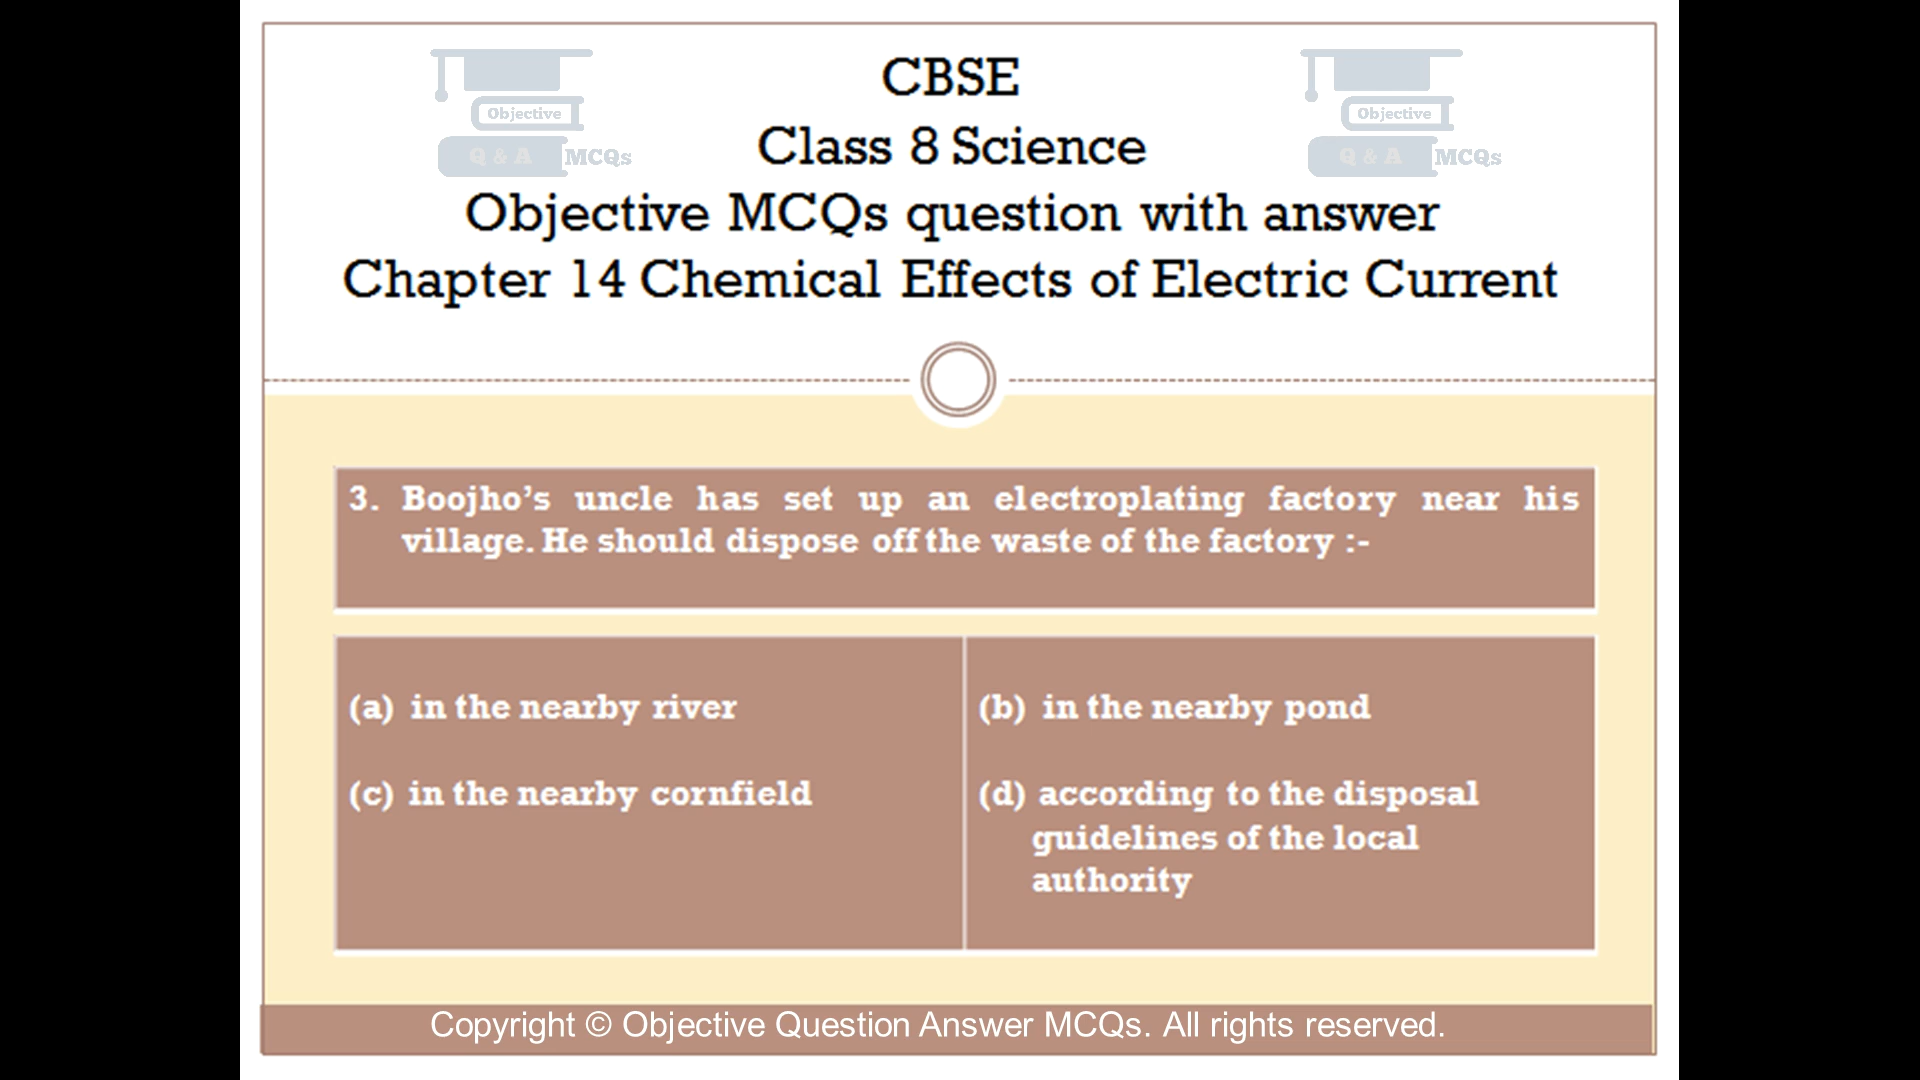 Objective
Q & A MCQs
Objective
Q & A MCQs
CBSE
Class 8 Science
Objective MCQs question with answer
Chapter 14 Chemical Effects of Electric Current
3. Boojho’s uncle has set up an electroplating factory near his
village. He should dispose off the waste of the factory :-
(a) in the nearby river
(b) in the nearby pond
(c) in the nearby cornfield
(d) according to the disposal
guidelines of the local
authority
Copyright © Objective Question Answer MCQs. All rights reserved.